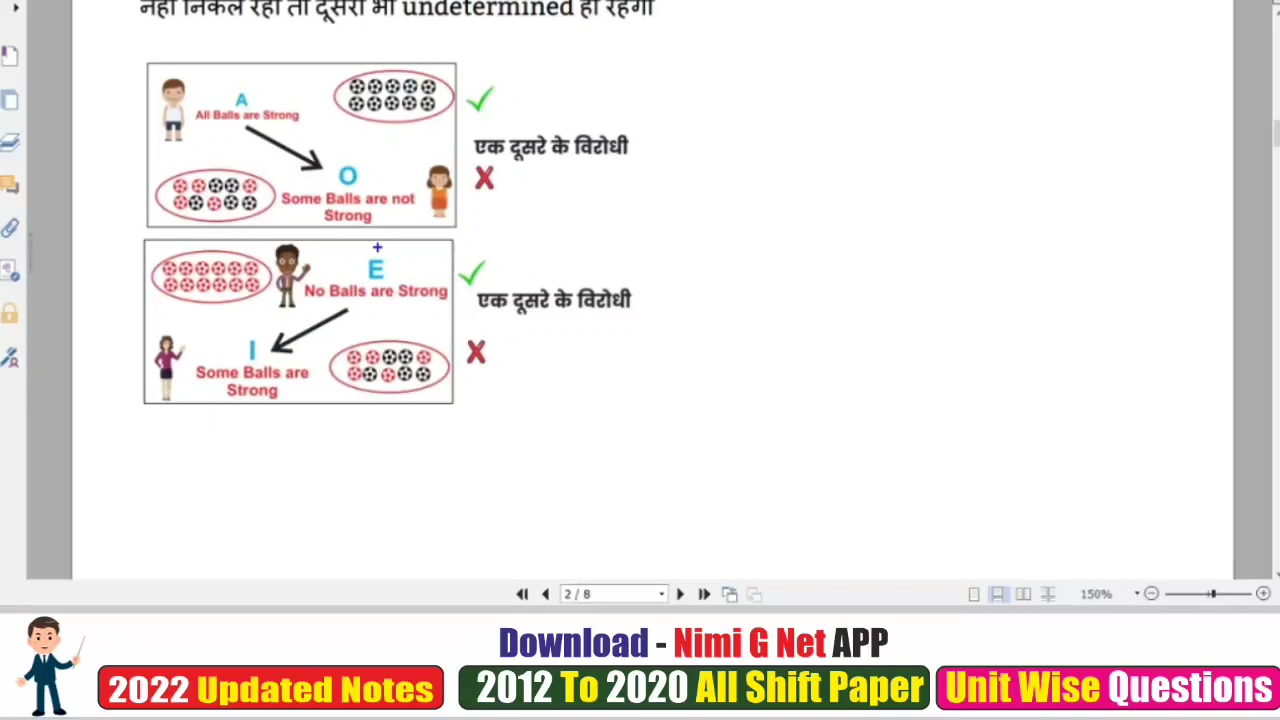 नहीं निकल रहा तो दूसरा भी undetermined ही रहेगा
A
All Balls are Strong
एक दूसरे के विरोधी
O
Some Balls are not
Strong
E
No Balls are Strong
एक दूसरे के विरोधी
I
Some Balls are
Strong
2 / 8
150%
Download - Nimi G Net APP
2022 Updated Notes
2012 To 2020 All Shift Paper
Unit Wise Questions